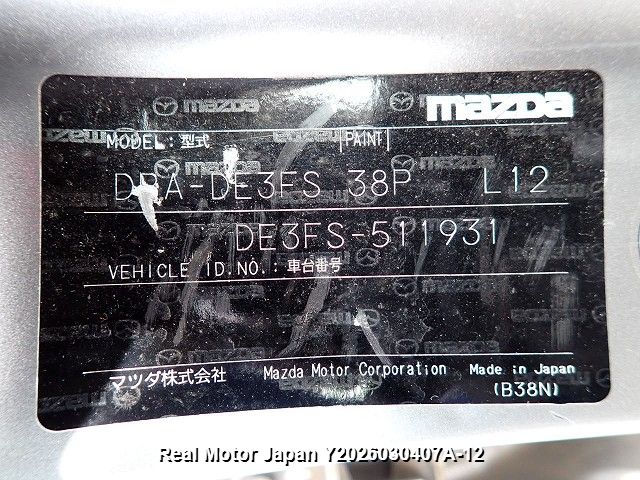 mazda
MODEL: 型式 PAINT
DBA-DE3FS 38P L12
DE3FS-511931
VEHICLE ID.NO.: 車台番号
マツダ株式会社 Mazda Motor Corporation Made in Japan
(B38N)
Real Motor Japan Y2026030407A-12